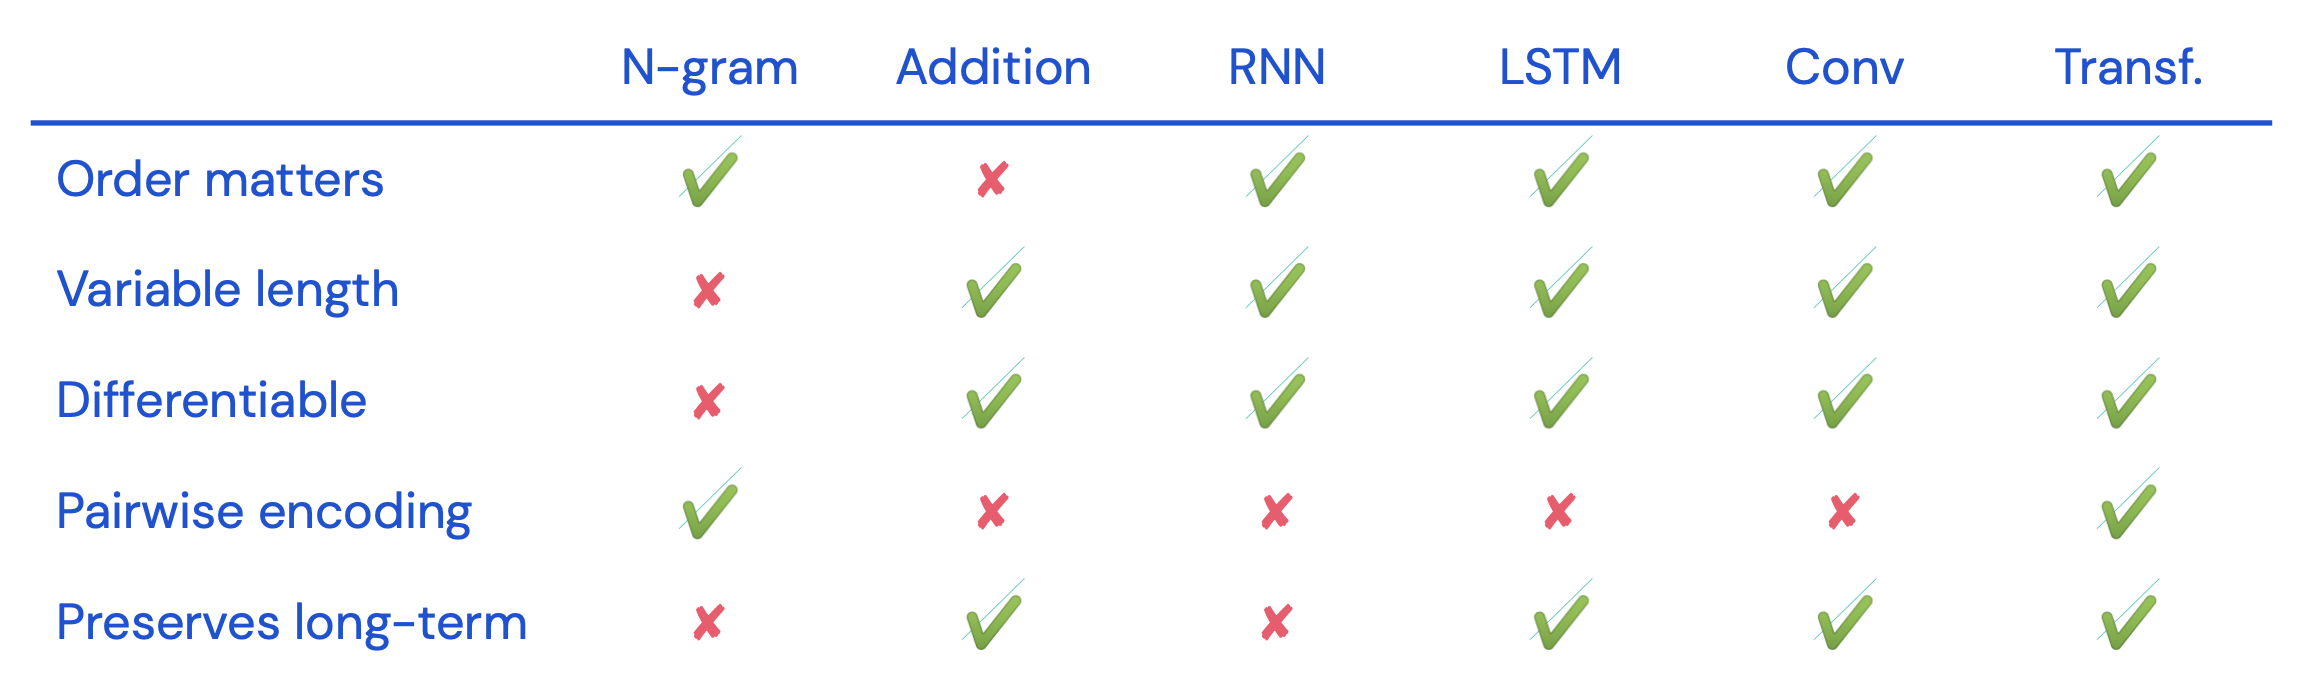 N-gram Addition RNN LSTM Conv Transf.
Order matters ✔ ✘ ✔ ✔ ✔ ✔
Variable length ✘ ✔ ✔ ✔ ✔ ✔
Differentiable ✘ ✔ ✔ ✔ ✔ ✔
Pairwise encoding ✔ ✘ ✘ ✘ ✘ ✔
Preserves long-term ✘ ✔ ✘ ✔ ✔ ✔